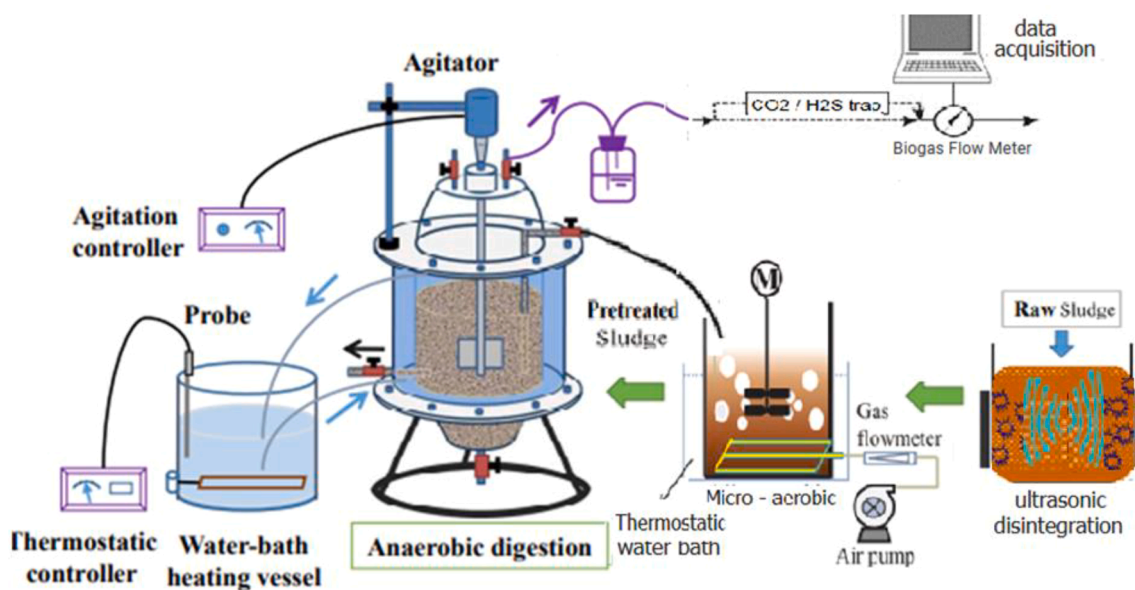 data
acquisition
Agitator
CO2 / H2S trap
Biogas Flow Meter
Agitation
controller
Probe
Pretreated
Sludge
M
Raw Sludge
Gas
flowmeter
Micro - aerobic
Thermostatic
water bath
Air pump
ultrasonic
disintegration
Thermostatic
controller
Water-bath
heating vessel
Anaerobic digestion